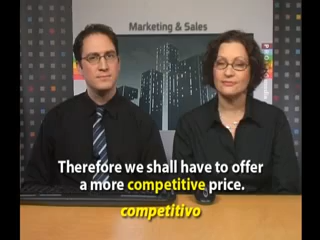 Marketing & Sales
Therefore we shall have to offer
a more competitive price.
competitivo